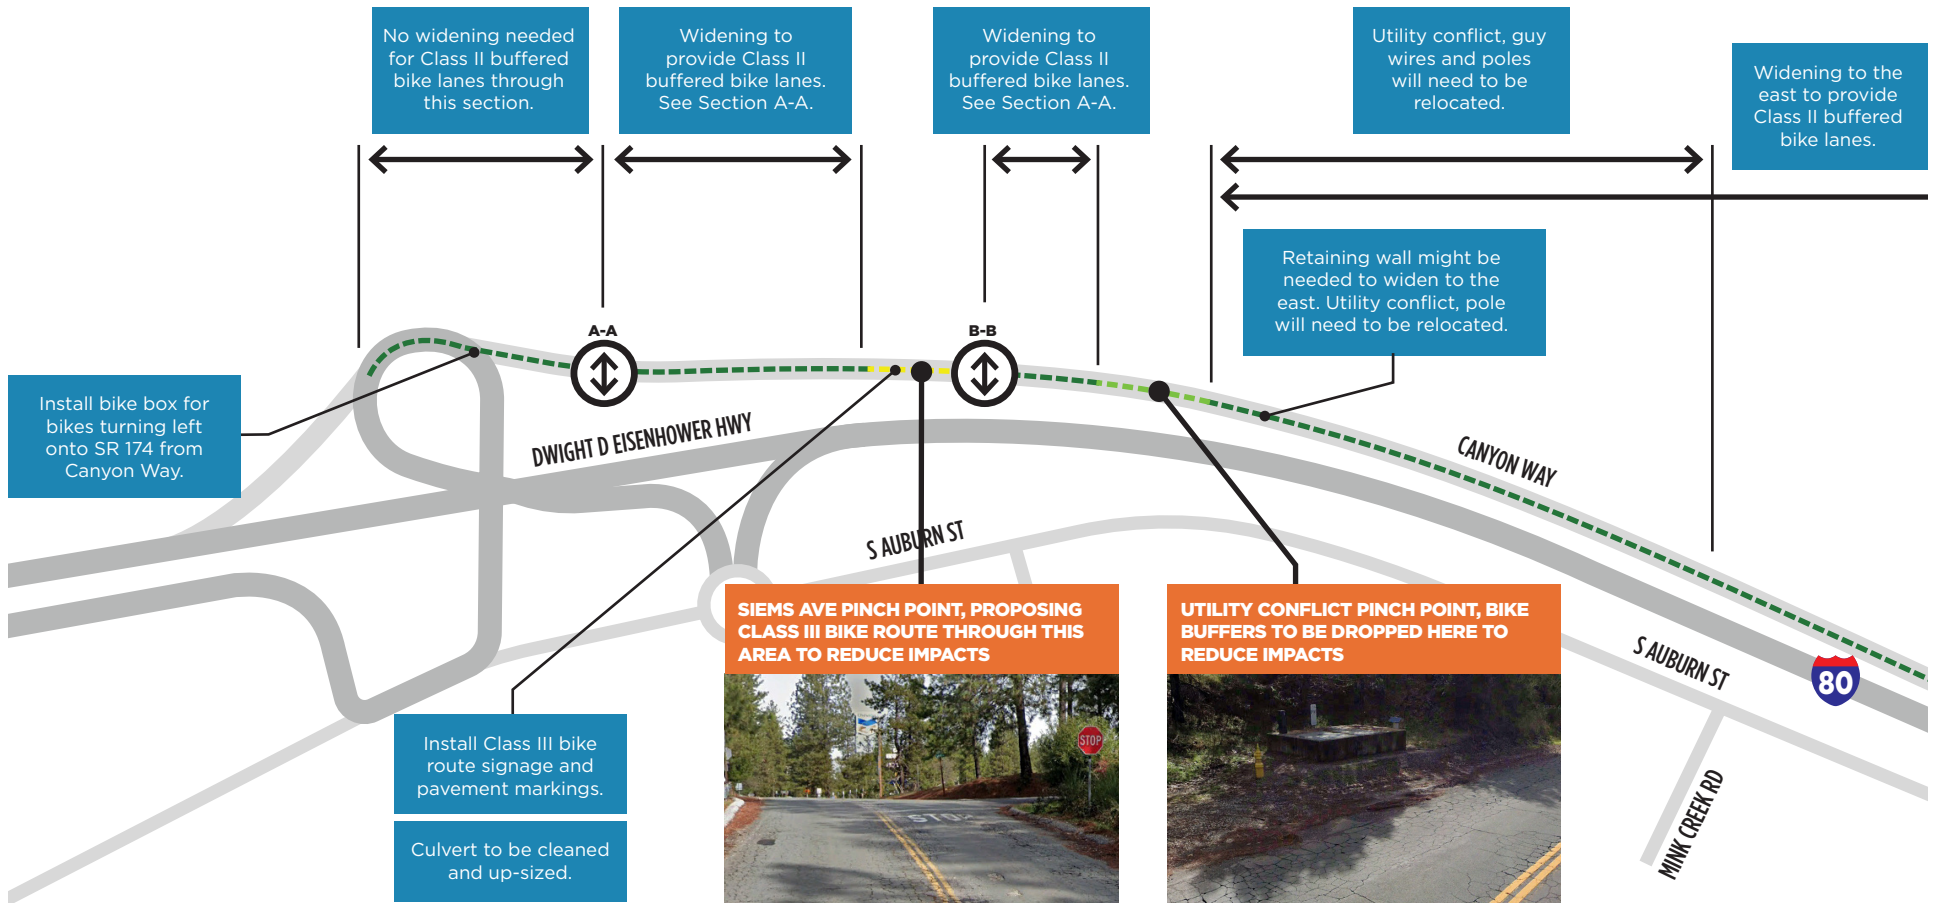 No widening needed
for Class II buffered
bike lanes through
this section.
Widening to
provide Class II
buffered bike lanes.
See Section A-A.
Widening to
provide Class II
buffered bike lanes.
See Section A-A.
Utility conflict, guy
wires and poles
will need to be
relocated.
Widening to the
east to provide
Class II buffered
bike lanes.
Retaining wall might be
needed to widen to the
east. Utility conflict, pole
will need to be relocated.
A-A
B-B
Install bike box for
bikes turning left
onto SR 174 from
Canyon Way.
DWIGHT D EISENHOWER HWY
CANYON WAY
S AUBURN ST
SIEMS AVE PINCH POINT, PROPOSING
CLASS III BIKE ROUTE THROUGH THIS
AREA TO REDUCE IMPACTS
UTILITY CONFLICT PINCH POINT, BIKE
BUFFERS TO BE DROPPED HERE TO
REDUCE IMPACTS
S AUBURN ST
80
Install Class III bike
route signage and
pavement markings.
Culvert to be cleaned
and up-sized.
STOP
STOP
MINK CREEK RD